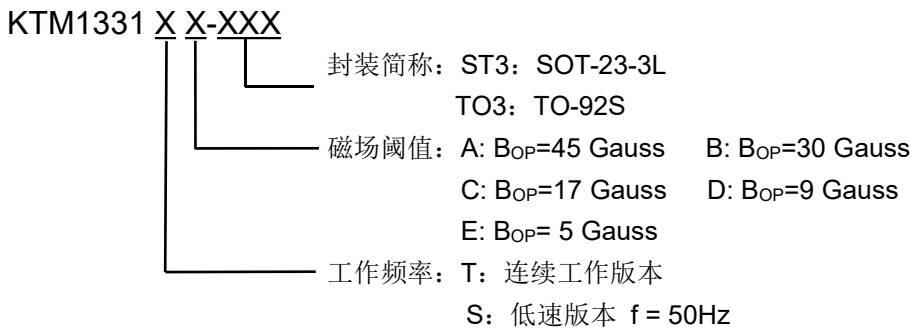 KTM1331 X X-XXX
封装简称：ST3：SOT-23-3L
TO3：TO-92S
磁场阈值：A: BOP=45 Gauss B: BOP=30 Gauss
C: BOP=17 Gauss D: BOP=9 Gauss
E: BOP= 5 Gauss
工作频率：T：连续工作版本
S：低速版本 f = 50Hz